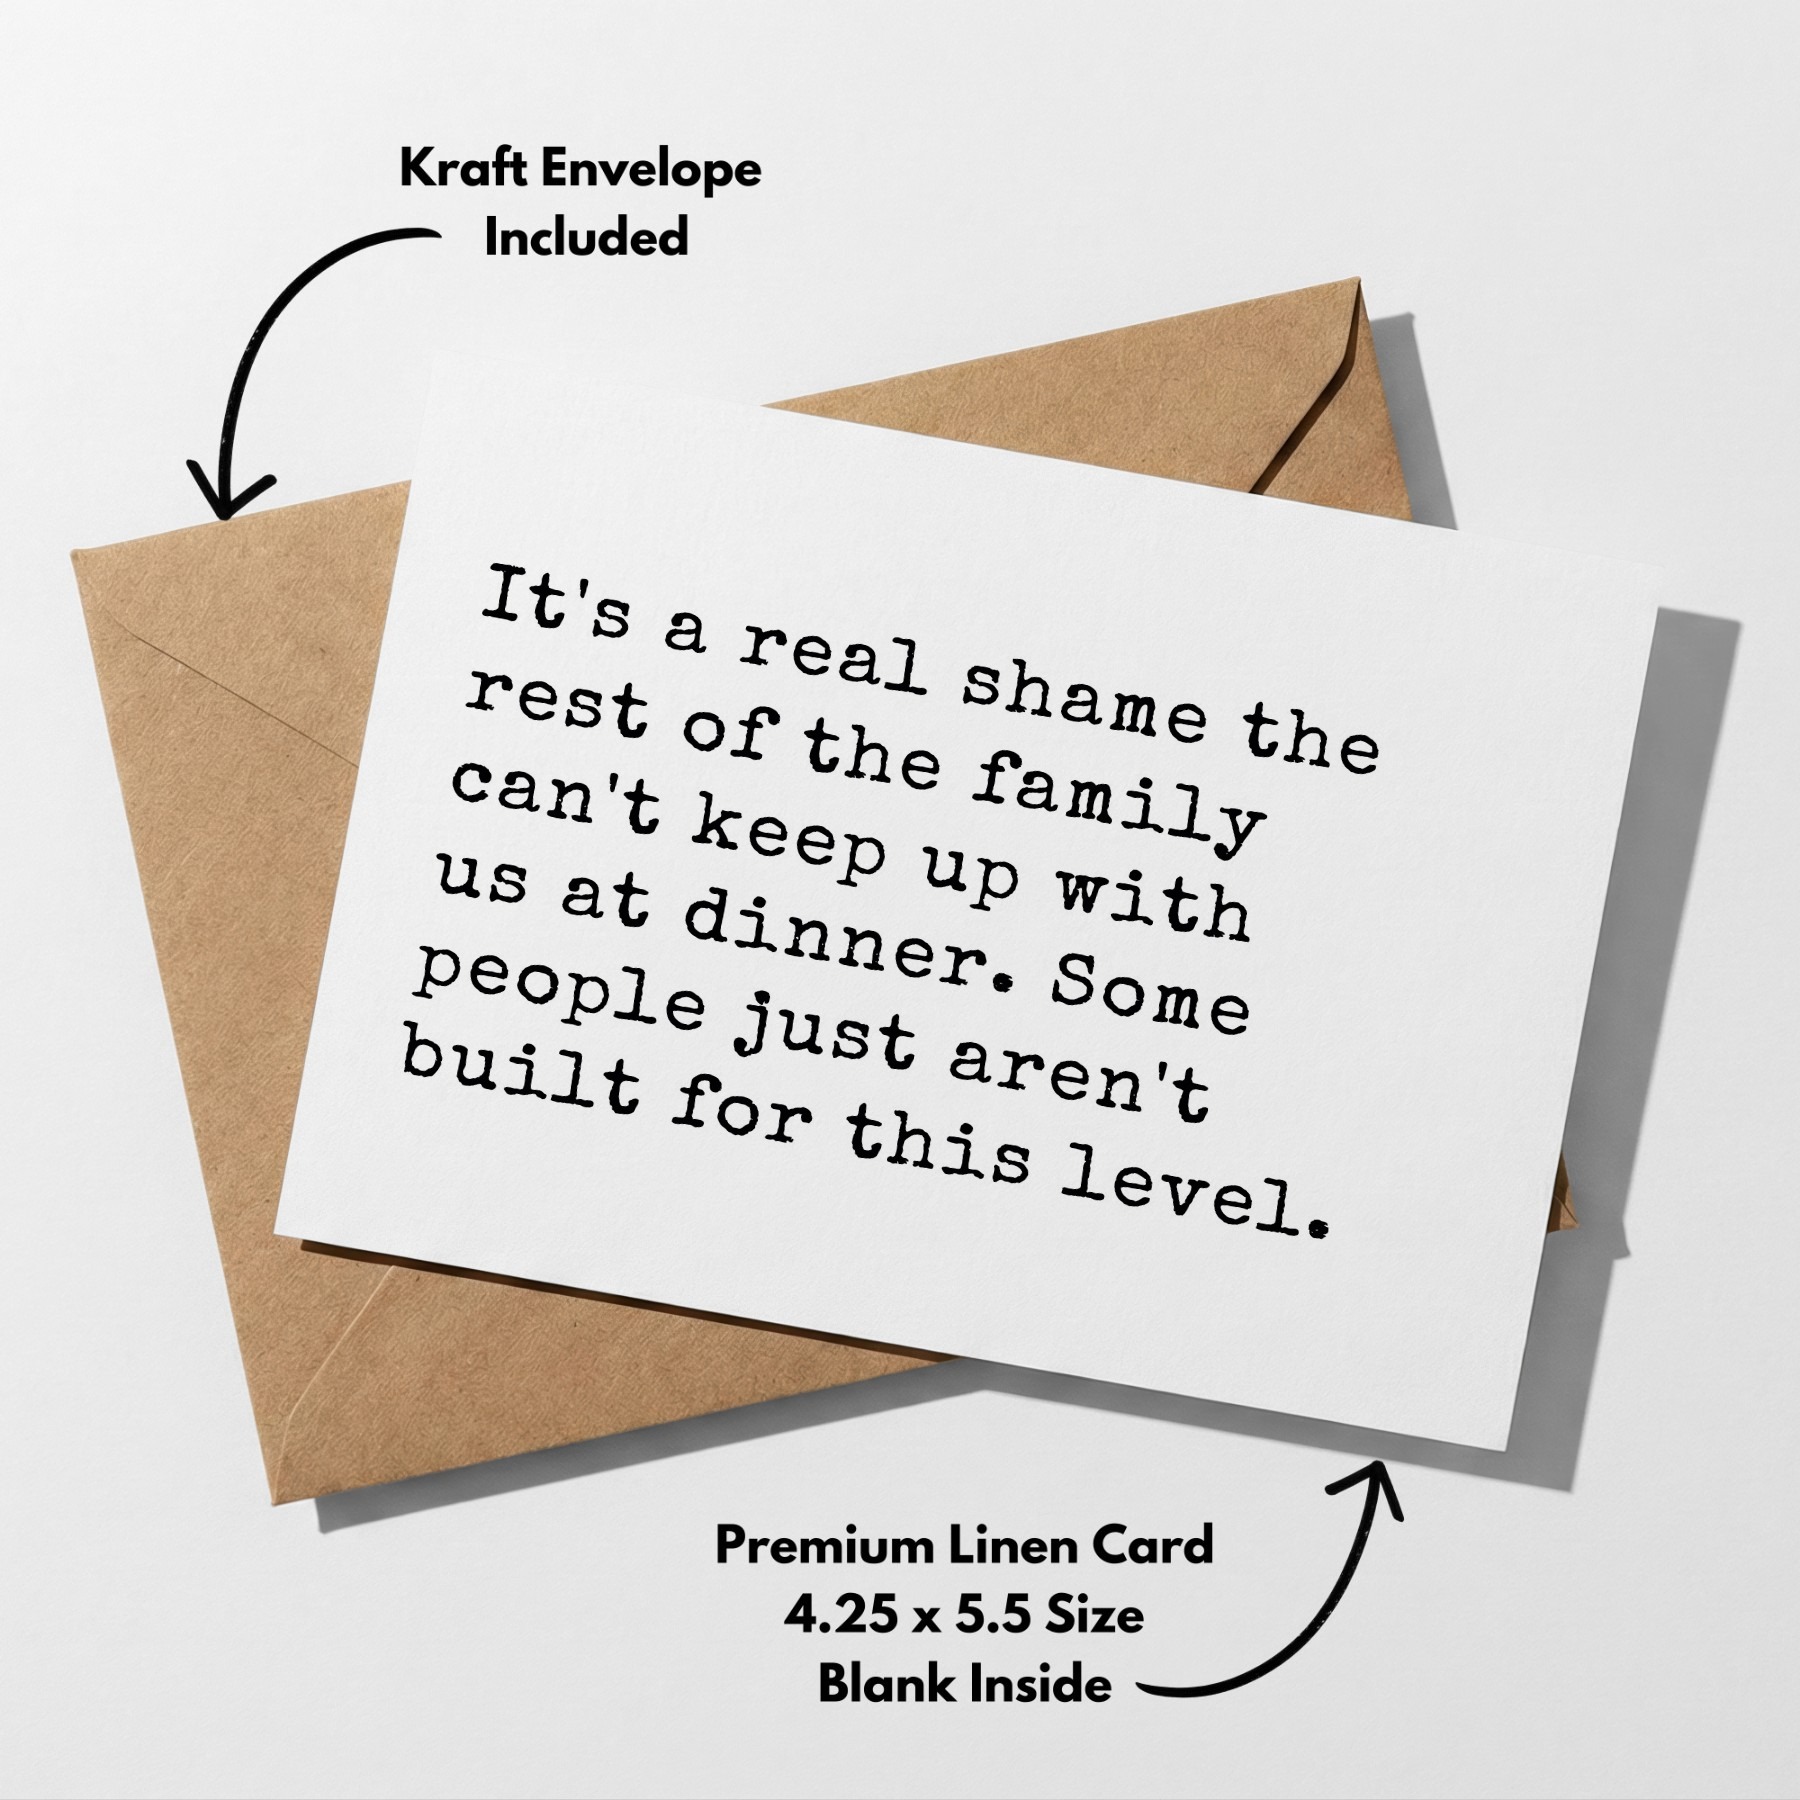 Kraft Envelope
Included
It's a real shame the
rest of the family
can't keep up with
us at dinner. Some
people just aren't
built for this level.
Premium Linen Card
4.25 x 5.5 Size
Blank Inside